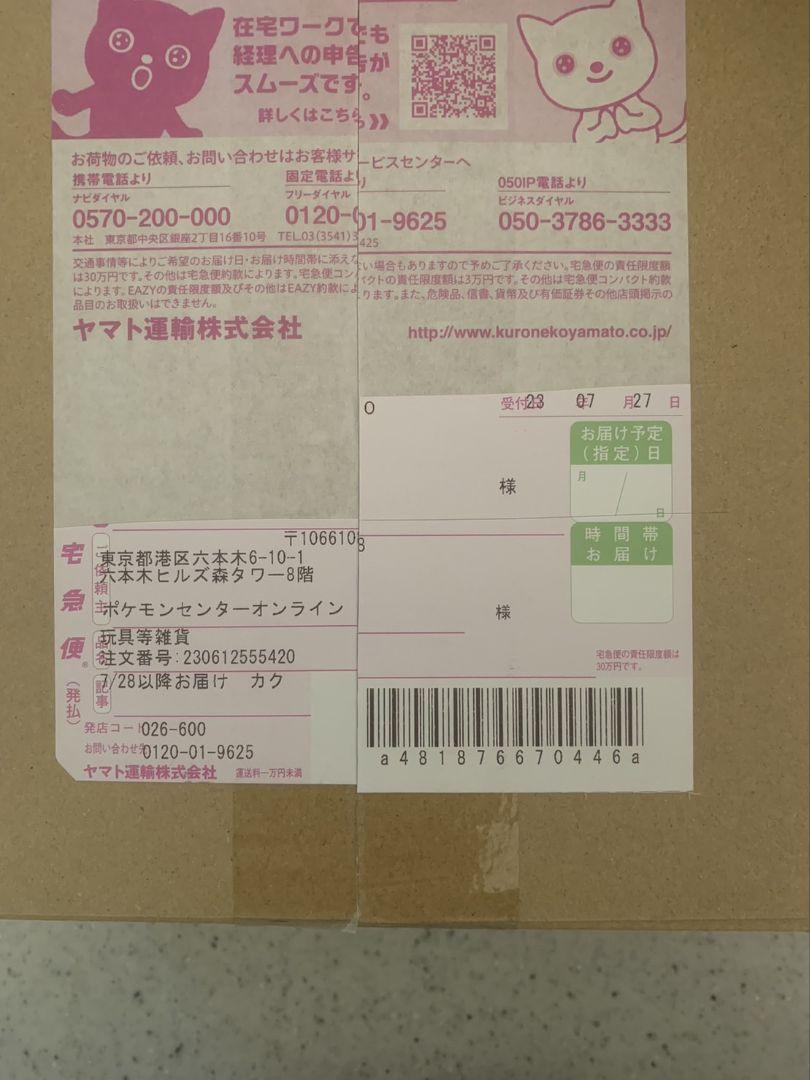 在宅ワークでも
経理への申告が
スムーズです。
詳しくはこちら
お荷物のご依頼、お問い合わせはお客様サービスセンターへ
携帯電話より
固定電話より
050IP電話より
ナビダイヤル
フリーダイヤル
ビジネスダイヤル
0570-200-000
0120-01-9625
050-3786-3333
本社 東京都中央区銀座2丁目16番10号 TEL.03(3541)3425
交通事情等によりご希望のお届け日・お届け時間帯に添えない場合もありますので予めご了承ください。宅急便の責任限度額
は30万円です。その他は宅急便約款によります。宅急便コンパクトの責任限度額は3万円です。その他は宅急便コンパクト約款
によります。EAZYの責任限度額及びその他はEAZY約款によります。また、危険品、信書、貨幣及び有価証券その他店頭掲示の
品目のお取扱いはできません。
ヤマト運輸株式会社
http://www.kuronekoyamato.co.jp/
受付日 23 年 07 月 27 日
お届け予定
(指定)日
月
日
様
〒1066108
時間帯
お届け
宅急便
(発払)
ご依頼主
東京都港区六本木6-10-1
六本木ヒルズ森タワー8階
ポケモンセンターオンライン
様
品名
玩具等雑貨
注文番号:230612555420
記事
7/28以降お届け カク
宅急便の責任限度額は
30万円です。
発店コード 026-600
お問い合わせ先 0120-01-9625
ヤマト運輸株式会社
運送料一万円未満
a481876670446a